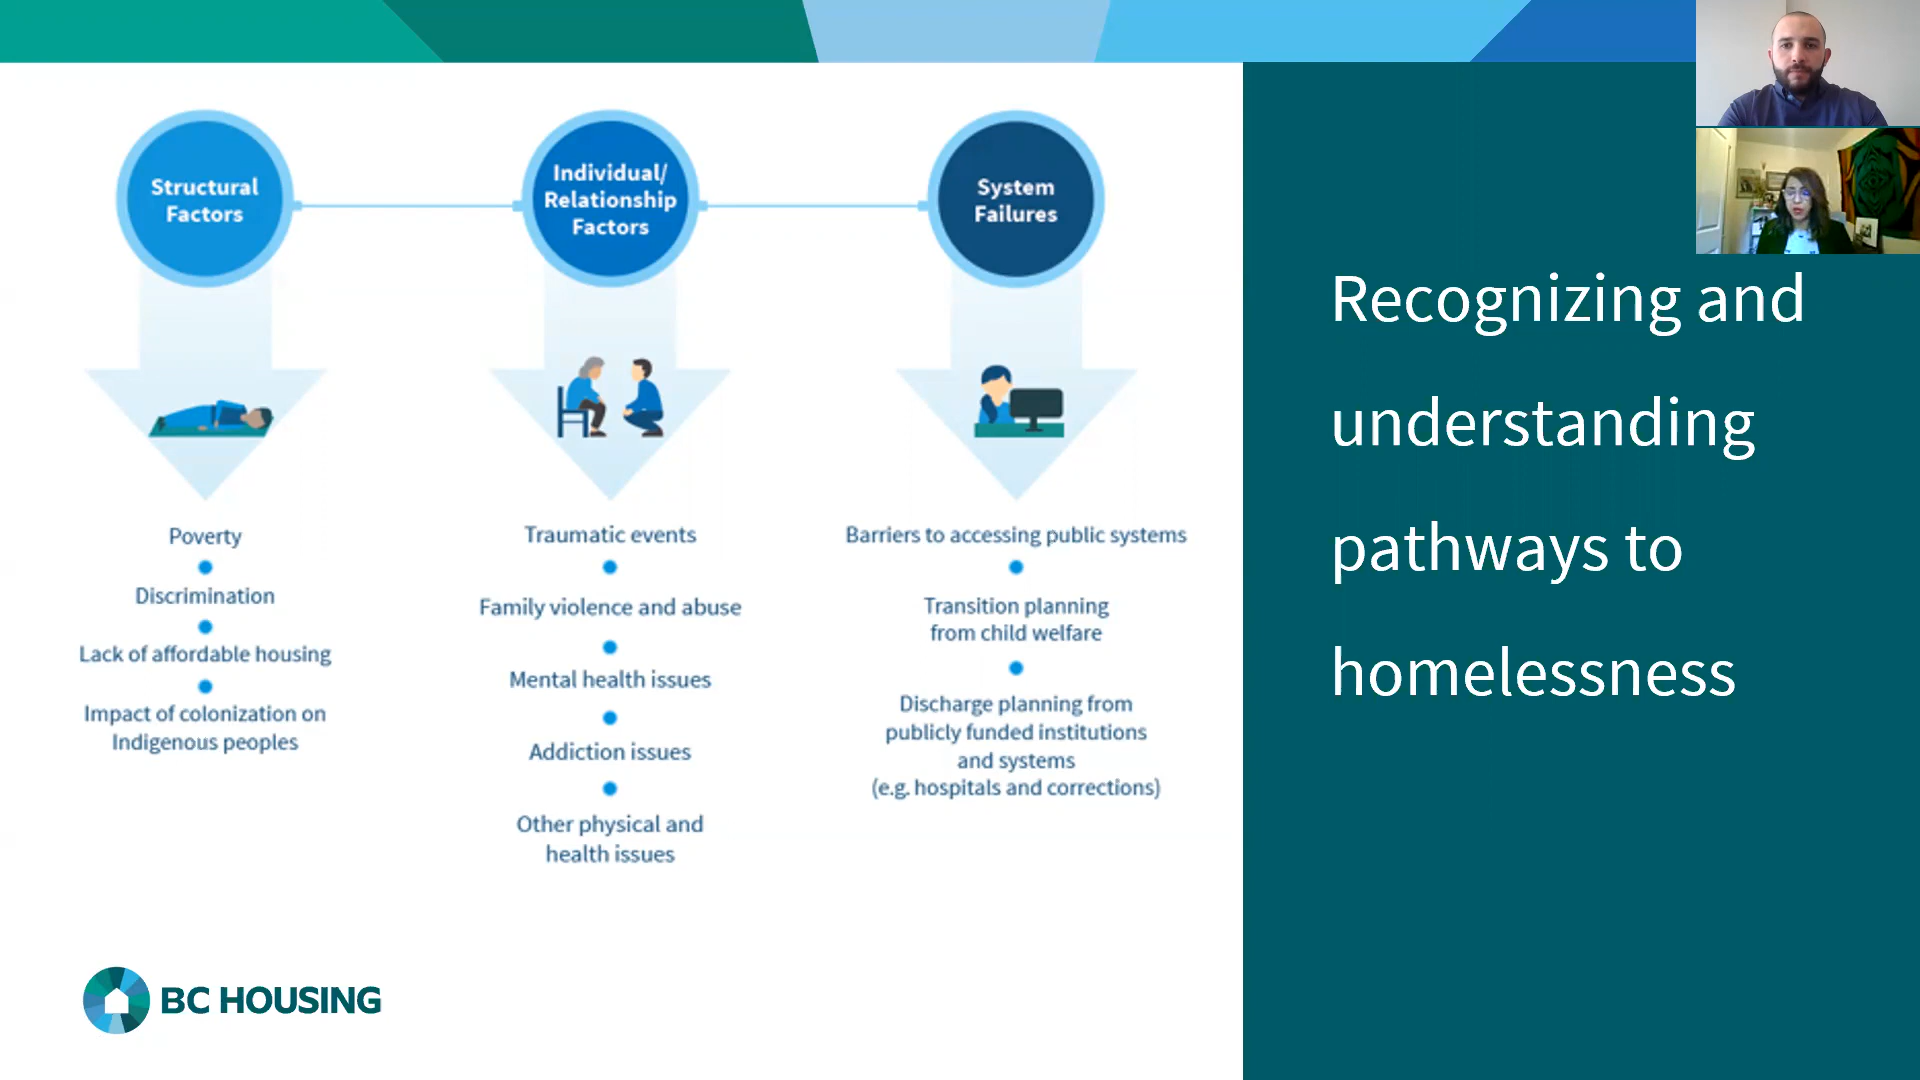 Structural
Factors
Individual/
Relationship
Factors
System
Failures
Poverty
Discrimination
Lack of affordable housing
Impact of colonization on
Indigenous peoples
Traumatic events
Family violence and abuse
Mental health issues
Addiction issues
Other physical and
health issues
Barriers to accessing public systems
Transition planning
from child welfare
Discharge planning from
publicly funded institutions
and systems
(e.g. hospitals and corrections)
Recognizing and
understanding
pathways to
homelessness
BC HOUSING